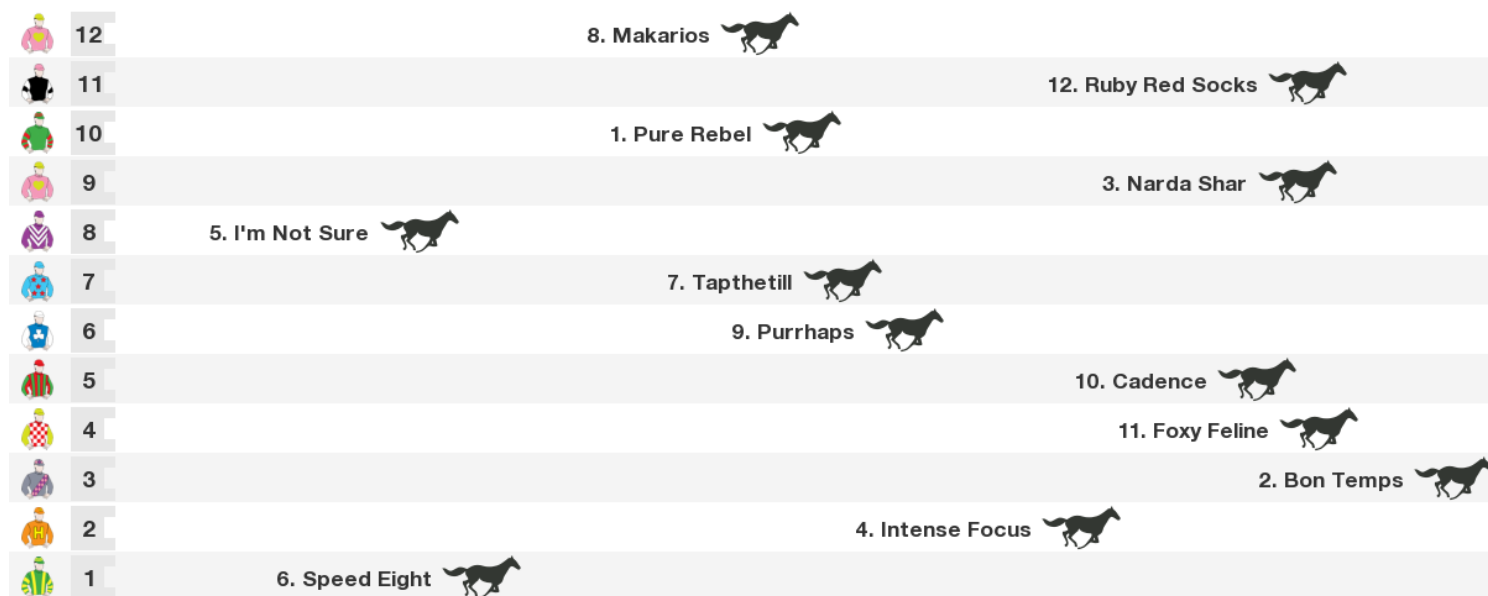 12 8. Makarios
11 12. Ruby Red Socks
10 1. Pure Rebel
9 3. Narda Shar
8 5. I'm Not Sure
7 7. Tapthetill
6 9. Purrhaps
5 10. Cadence
4 11. Foxy Feline
3 2. Bon Temps
H 2 4. Intense Focus
1 6. Speed Eight